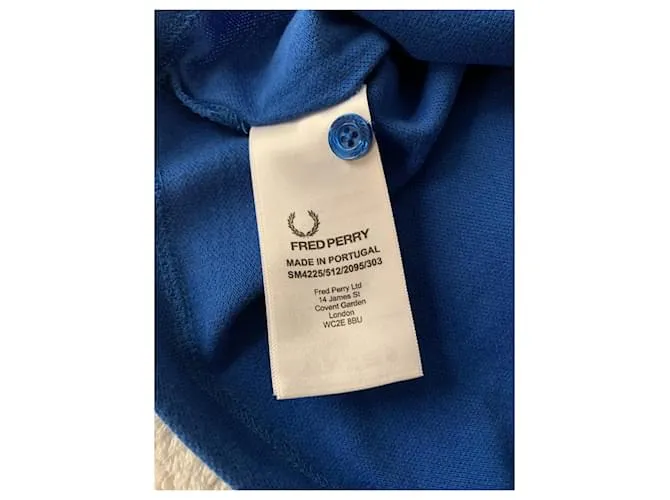 FRED PERRY
MADE IN PORTUGAL
SM4225/512/2095/303
Fred Perry Ltd
14 James St
Covent Garden
London
WC2E 8BU